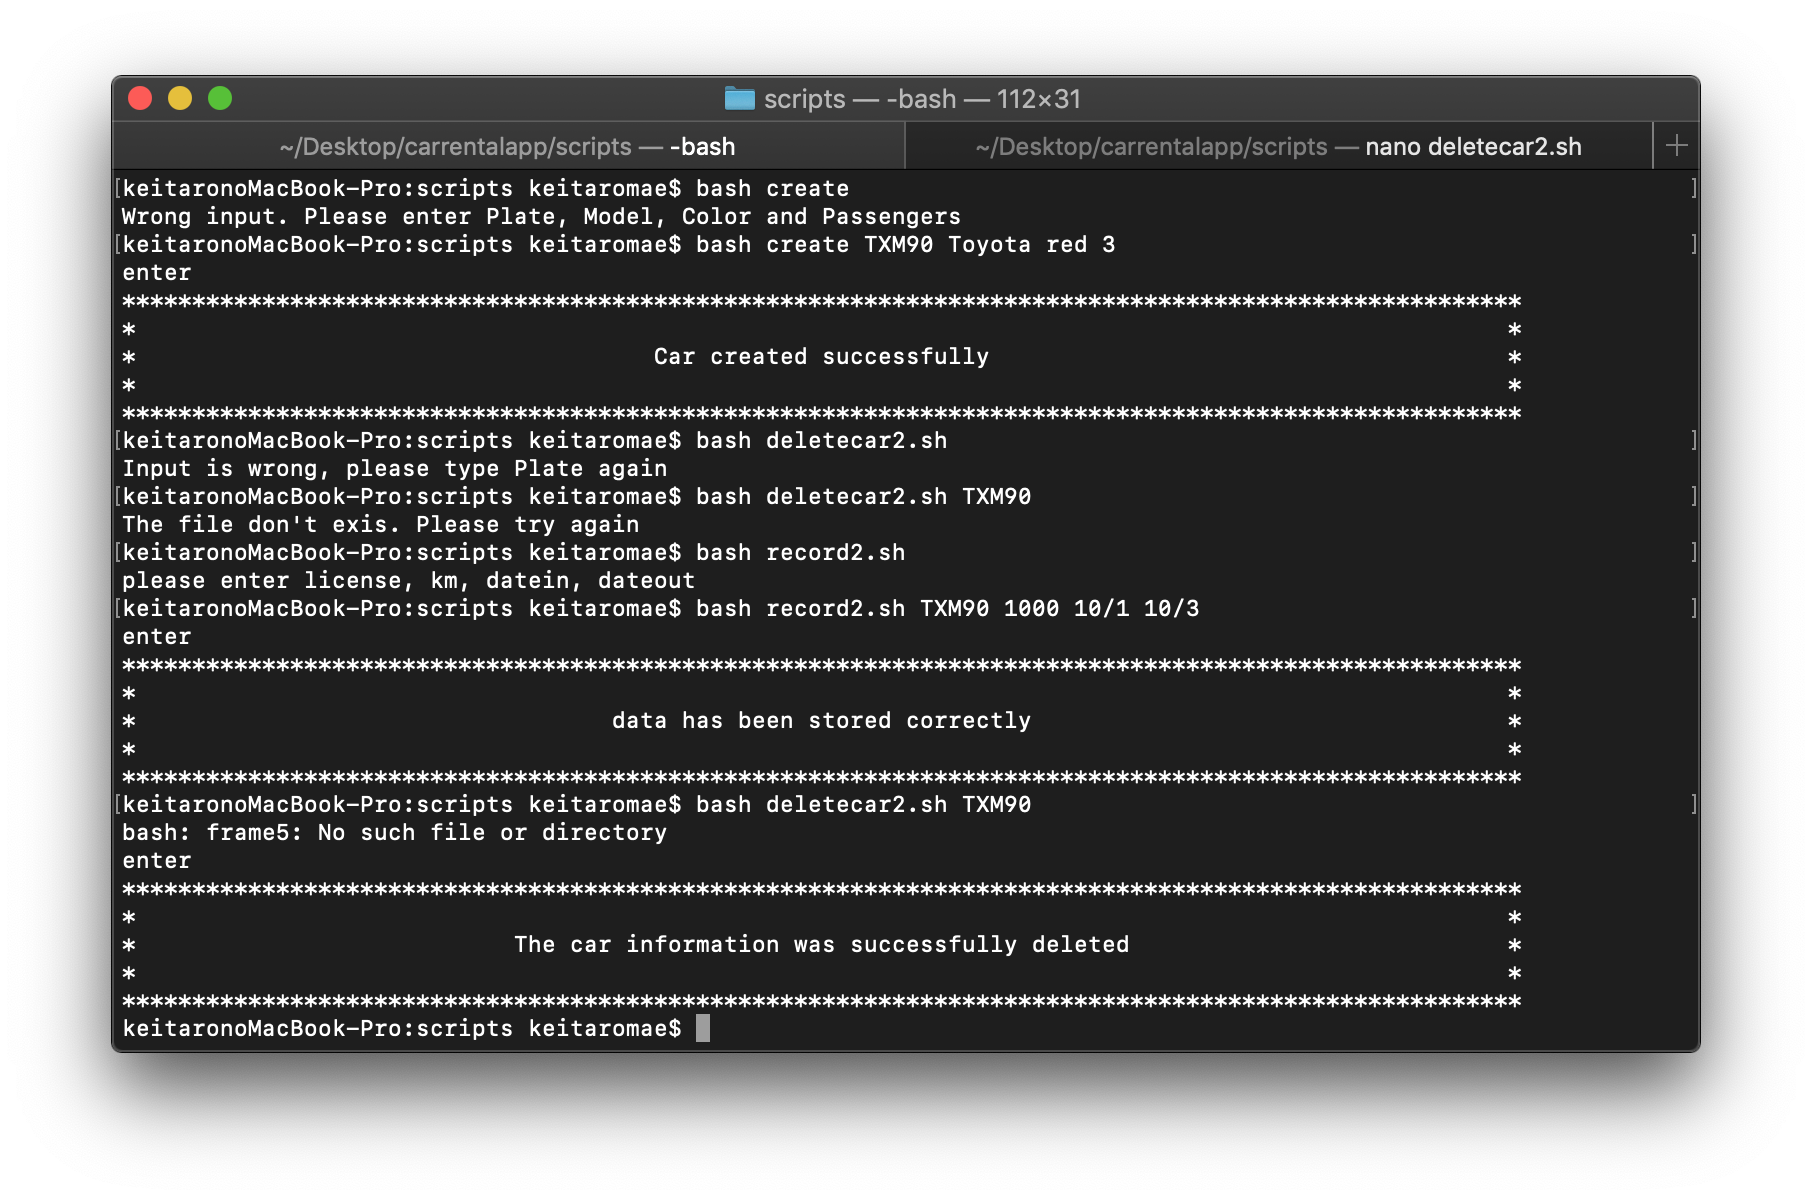 scripts — -bash — 112×31
~/Desktop/carrentalapp/scripts — -bash
~/Desktop/carrentalapp/scripts — nano deletecar2.sh
+
[keitaronoMacBook-Pro:scripts keitaromae$ bash create ]
Wrong input. Please enter Plate, Model, Color and Passengers
[keitaronoMacBook-Pro:scripts keitaromae$ bash create TXM90 Toyota red 3 ]
enter
****************************************************************************************************
* *
* Car created successfully *
* *
****************************************************************************************************
[keitaronoMacBook-Pro:scripts keitaromae$ bash deletecar2.sh ]
Input is wrong, please type Plate again
[keitaronoMacBook-Pro:scripts keitaromae$ bash deletecar2.sh TXM90 ]
The file don't exis. Please try again
[keitaronoMacBook-Pro:scripts keitaromae$ bash record2.sh ]
please enter license, km, datein, dateout
[keitaronoMacBook-Pro:scripts keitaromae$ bash record2.sh TXM90 1000 10/1 10/3 ]
enter
****************************************************************************************************
* *
* data has been stored correctly *
* *
****************************************************************************************************
[keitaronoMacBook-Pro:scripts keitaromae$ bash deletecar2.sh TXM90 ]
bash: frame5: No such file or directory
enter
****************************************************************************************************
* *
* The car information was successfully deleted *
* *
****************************************************************************************************
keitaronoMacBook-Pro:scripts keitaromae$